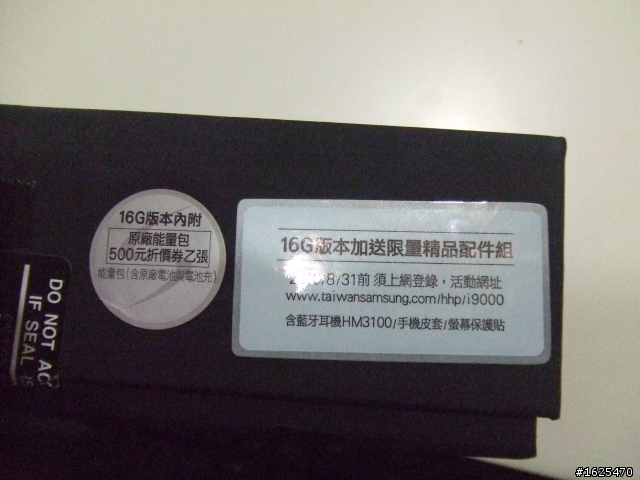 16G版本內附
原廠能量包
500元折價券乙張
能量包(含原廠電池與電池充)
16G版本加送限量精品配件組
/8/31前 須上網登錄，活動網址
www.taiwansamsung.com/hhp/i9000
含藍牙耳機HM3100/手機皮套/螢幕保護貼
DO NOT AC
IF SEAL IS
#1625470